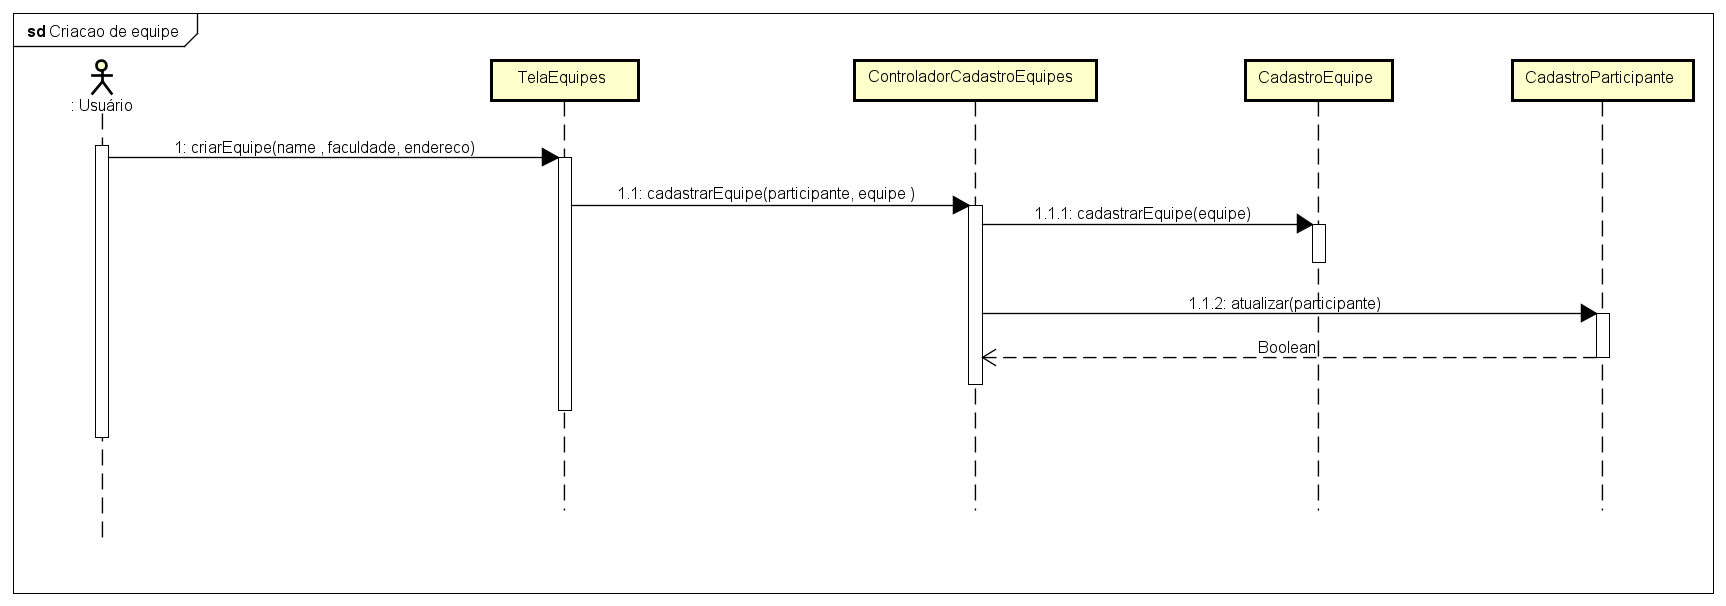 sd Criacao de equipe
: Usuário
TelaEquipes
ControladorCadastroEquipes
CadastroEquipe
CadastroParticipante
1: criarEquipe(name , faculdade, endereco)
1.1: cadastrarEquipe(participante, equipe )
1.1.1: cadastrarEquipe(equipe)
1.1.2: atualizar(participante)
Boolean